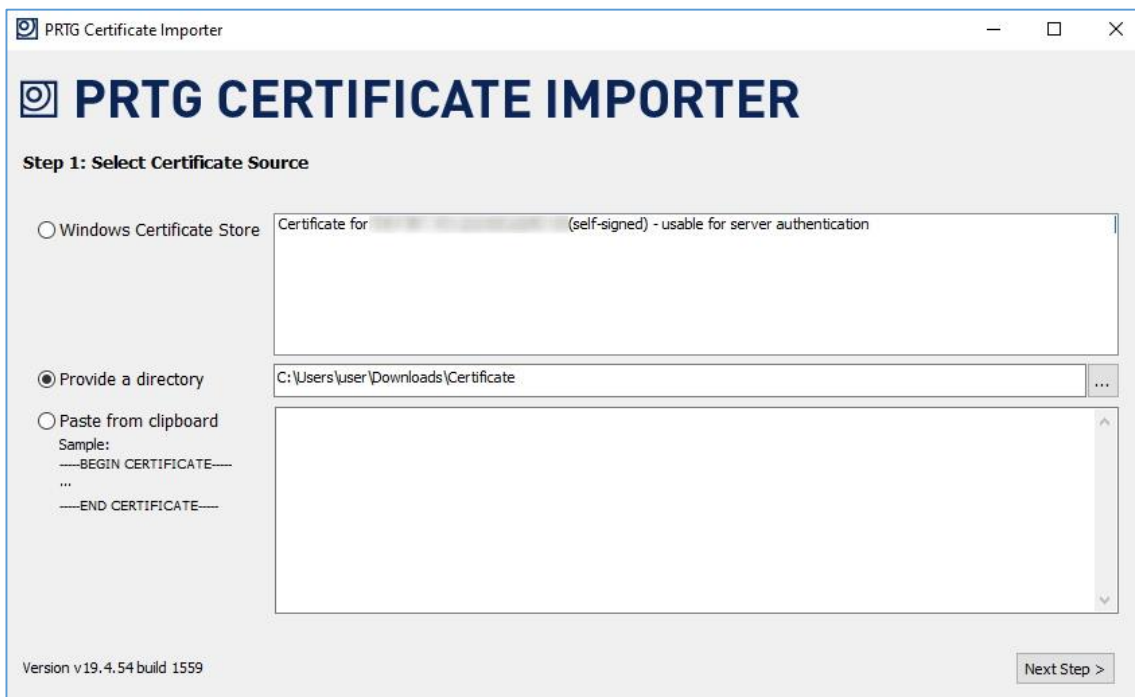 PRTG Certificate Importer
PRTG CERTIFICATE IMPORTER
Step 1: Select Certificate Source
Windows Certificate Store
Certificate for (self-signed) - usable for server authentication
Provide a directory
C:\Users\user\Downloads\Certificate
...
Paste from clipboard
Sample:
-----BEGIN CERTIFICATE-----
...
-----END CERTIFICATE-----
Version v19.4.54 build 1559
Next Step >